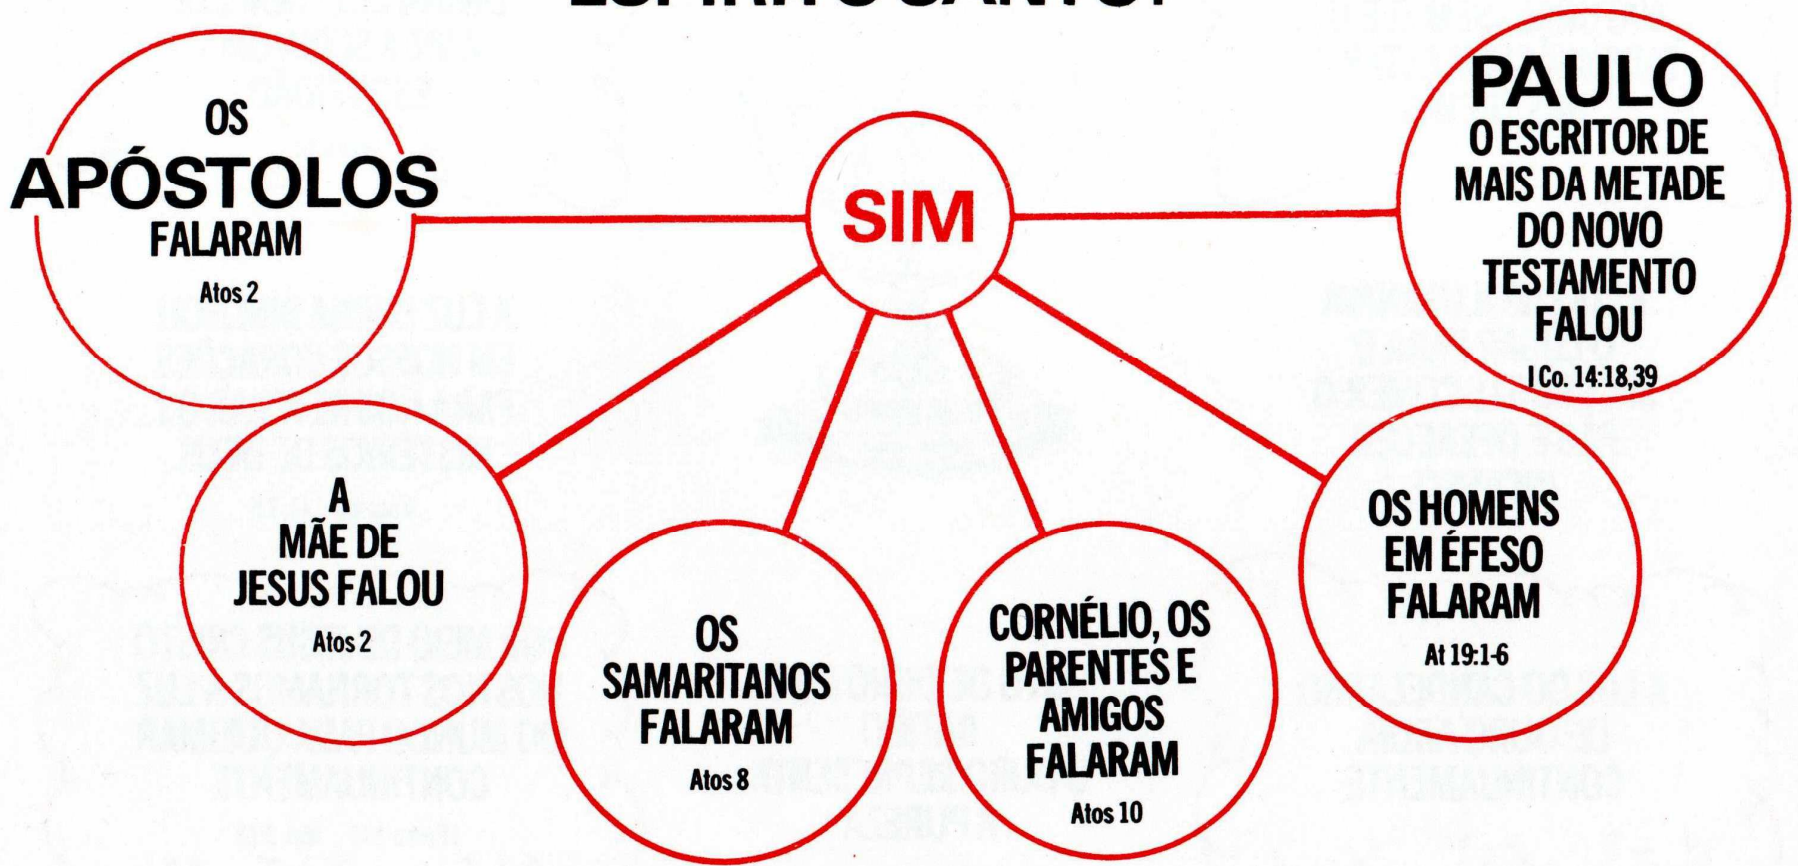 ESPÍRITO SANTO?
OS
APÓSTOLOS
FALARAM
Atos 2
SIM
PAULO
O ESCRITOR DE
MAIS DA METADE
DO NOVO
TESTAMENTO
FALOU
I Co. 14:18,39
A
MÃE DE
JESUS FALOU
Atos 2
OS
SAMARITANOS
FALARAM
Atos 8
CORNÉLIO, OS
PARENTES E
AMIGOS
FALARAM
Atos 10
OS HOMENS
EM ÉFESO
FALARAM
At 19:1-6